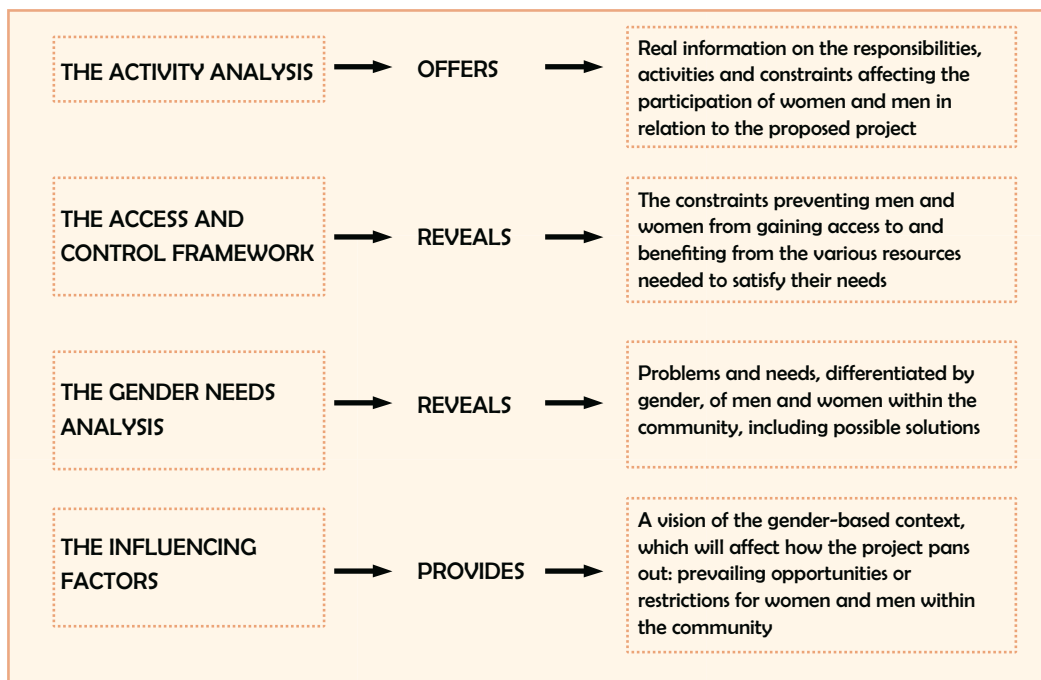 THE ACTIVITY ANALYSIS
OFFERS
Real information on the responsibilities,
activities and constraints affecting the
participation of women and men in
relation to the proposed project
THE ACCESS AND
CONTROL FRAMEWORK
REVEALS
The constraints preventing men and
women from gaining access to and
benefiting from the various resources
needed to satisfy their needs
THE GENDER NEEDS
ANALYSIS
REVEALS
Problems and needs, differentiated by
gender, of men and women within the
community, including possible solutions
THE INFLUENCING
FACTORS
PROVIDES
A vision of the gender-based context,
which will affect how the project pans
out: prevailing opportunities or
restrictions for women and men within
the community